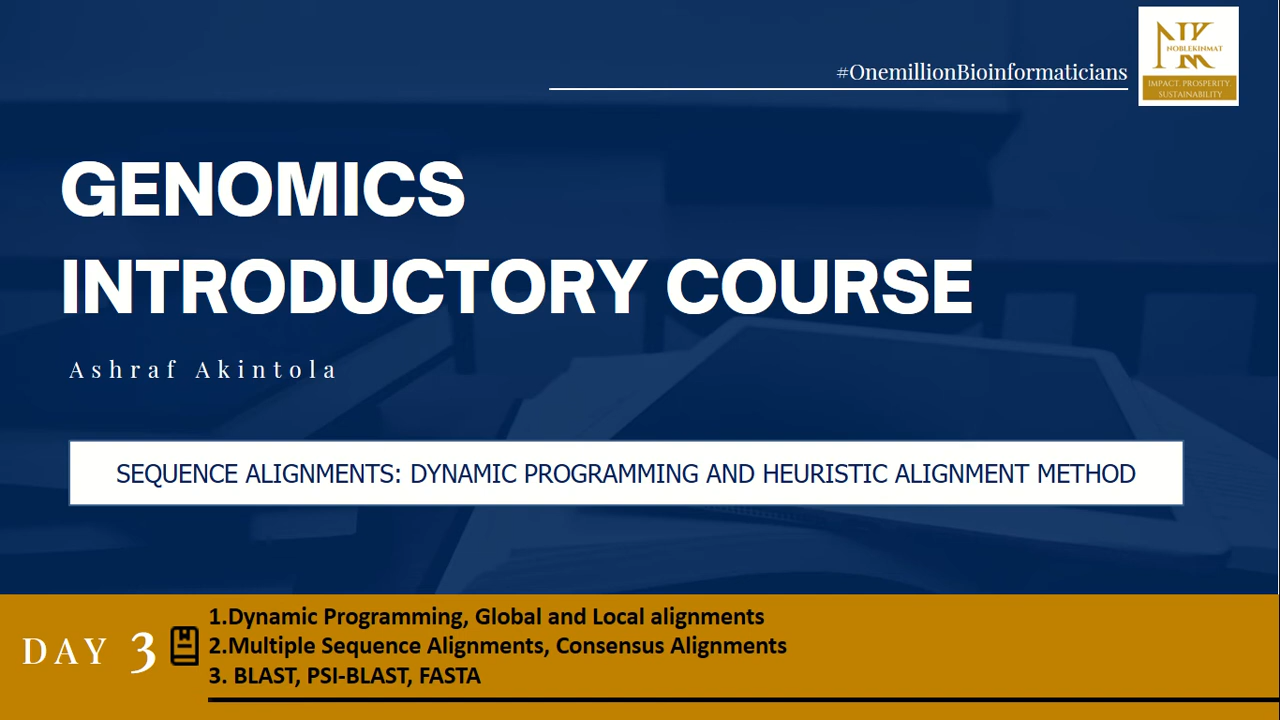 #OnemillionBioinformaticians
NK
NOBLEKINMAT
IMPACT. PROSPERITY.
SUSTAINABILITY
GENOMICS
INTRODUCTORY COURSE
Ashraf Akintola
SEQUENCE ALIGNMENTS: DYNAMIC PROGRAMMING AND HEURISTIC ALIGNMENT METHOD
DAY 3
1.Dynamic Programming, Global and Local alignments
2.Multiple Sequence Alignments, Consensus Alignments
3. BLAST, PSI-BLAST, FASTA